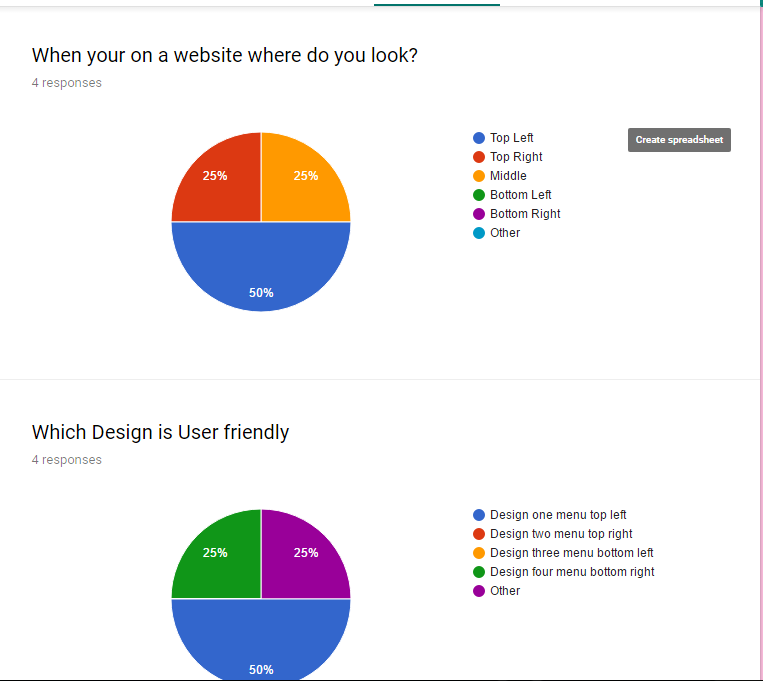 When your on a website where do you look?
4 responses
Top Left
Top Right
Middle
Bottom Left
Bottom Right
Other
Create spreadsheet
25%
25%
50%
Which Design is User friendly
4 responses
Design one menu top left
Design two menu top right
Design three menu bottom left
Design four menu bottom right
Other
25%
25%
50%